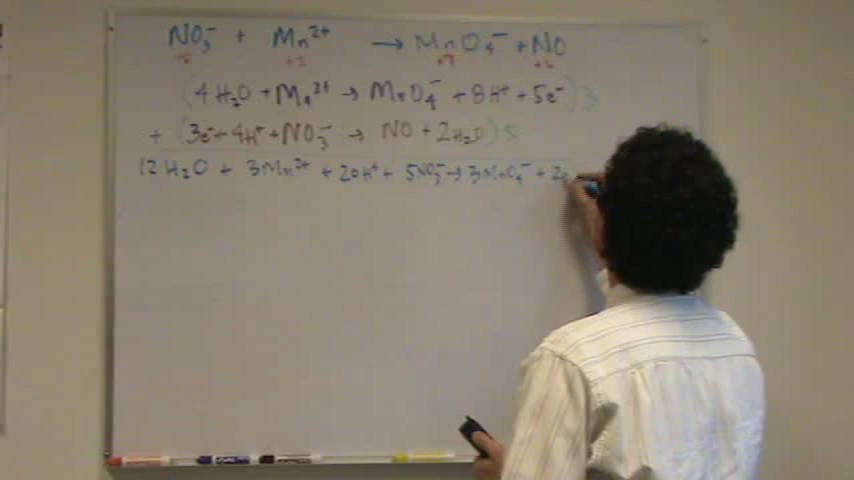 NO₃⁻ + Mn²⁺ → MnO₄⁻ + NO
+5 +2 +7 +2
(4H₂O + Mn²⁺ → MnO₄⁻ + 8H⁺ + 5e⁻)3
+ (3e⁻ + 4H⁺ + NO₃⁻ → NO + 2H₂O)5
12H₂O + 3Mn²⁺ + 20H⁺ + 5NO₃⁻ → 3MnO₄⁻ + 2